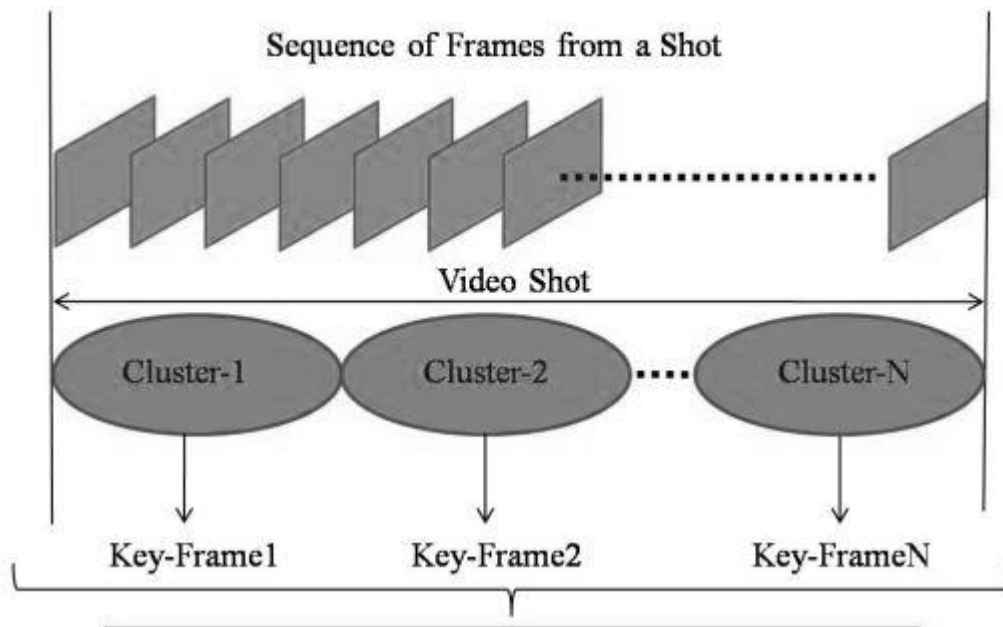 Sequence of Frames from a Shot
Video Shot
Cluster-1 Cluster-2 Cluster-N
Key-Frame1 Key-Frame2 Key-FrameN